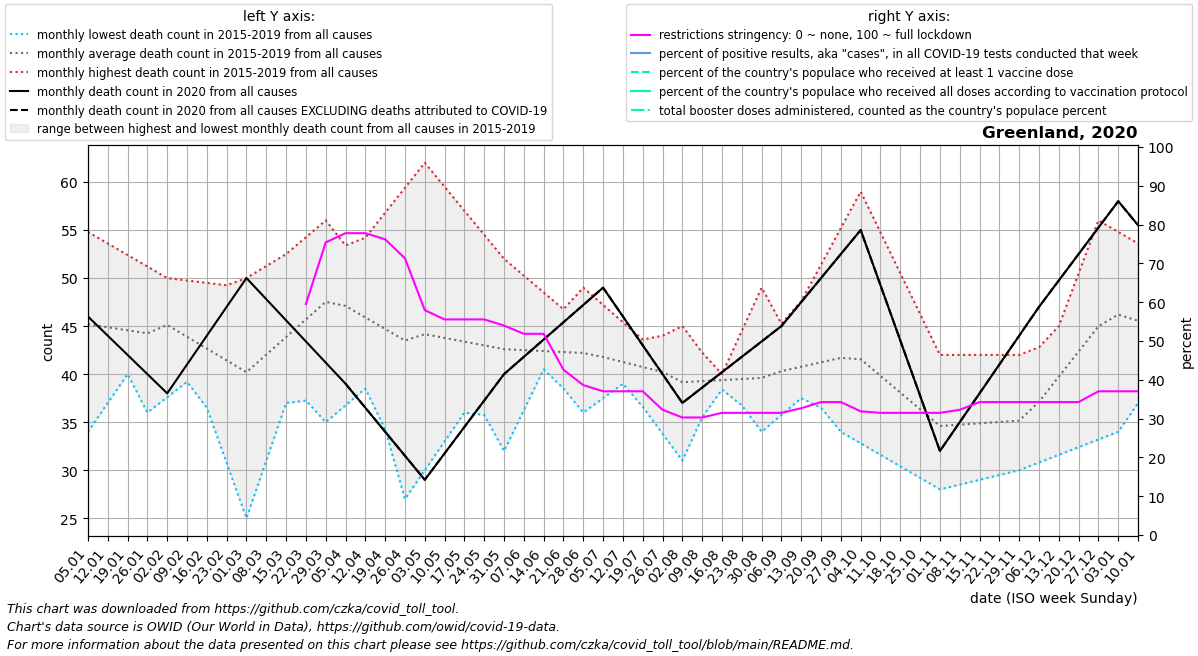 left Y axis:
monthly lowest death count in 2015-2019 from all causes
monthly average death count in 2015-2019 from all causes
monthly highest death count in 2015-2019 from all causes
monthly death count in 2020 from all causes
monthly death count in 2020 from all causes EXCLUDING deaths attributed to COVID-19
range between highest and lowest monthly death count from all causes in 2015-2019
right Y axis:
restrictions stringency: 0 ~ none, 100 ~ full lockdown
percent of positive results, aka "cases", in all COVID-19 tests conducted that week
percent of the country's populace who received at least 1 vaccine dose
percent of the country's populace who received all doses according to vaccination protocol
total booster doses administered, counted as the country's populace percent
Greenland, 2020
count
60
55
50
45
40
35
30
25
100
90
80
70
60
50
40
30
20
10
0
percent
05.01 12.01 19.01 26.01 02.02 09.02 16.02 23.02 01.03 08.03 15.03 22.03 29.03 05.04 12.04 19.04 26.04 03.05 10.05 17.05 24.05 31.05 07.06 14.06 21.06 28.06 05.07 12.07 19.07 26.07 02.08 09.08 16.08 23.08 30.08 06.09 13.09 20.09 27.09 04.10 11.10 18.10 25.10 01.11 08.11 15.11 22.11 29.11 06.12 13.12 20.12 27.12 03.01 10.01
date (ISO week Sunday)
This chart was downloaded from https://github.com/czka/covid_toll_tool.
Chart's data source is OWID (Our World in Data), https://github.com/owid/covid-19-data.
For more information about the data presented on this chart please see https://github.com/czka/covid_toll_tool/blob/main/README.md.